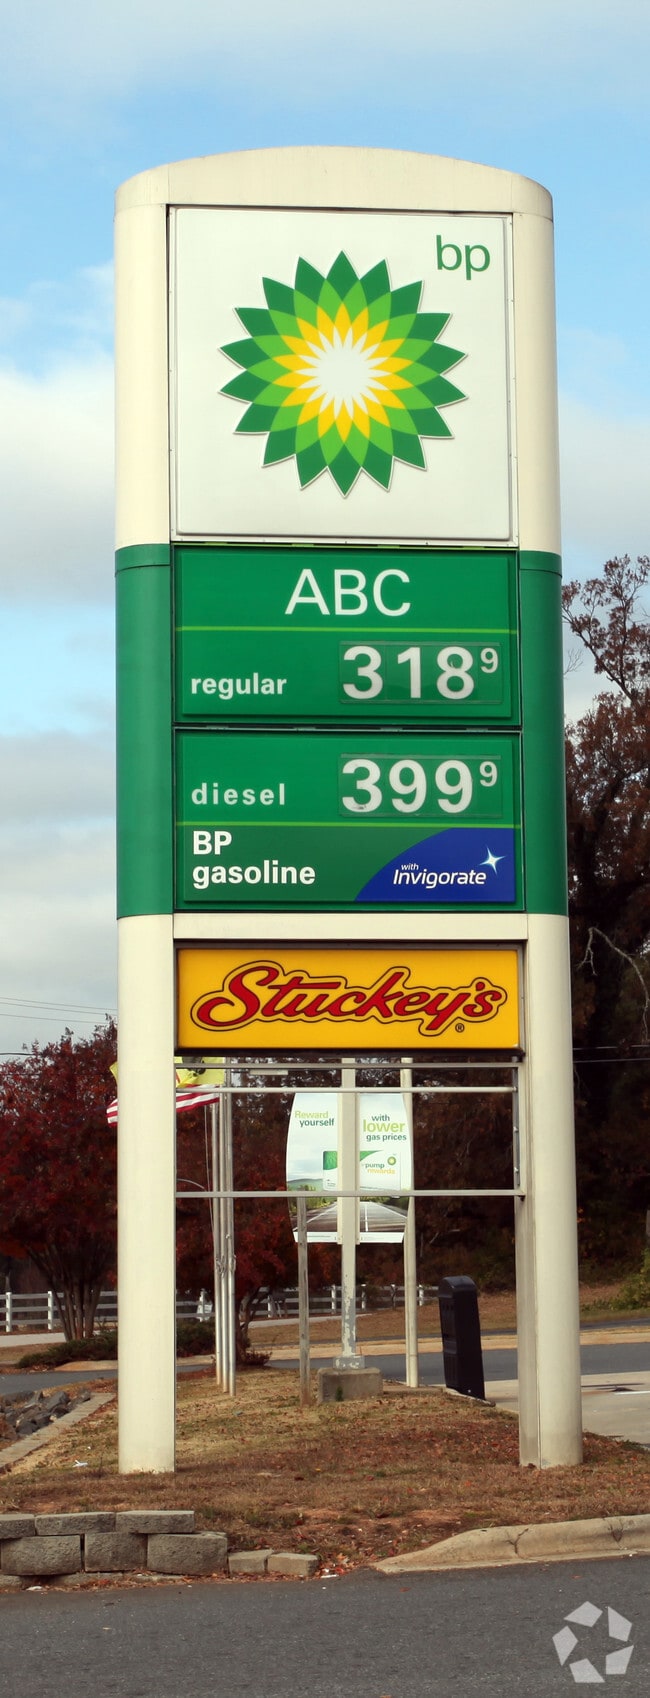 bp
ABC
regular 318 9
diesel 399 9
BP
gasoline
with
Invigorate
Stuckey's ®
Reward
yourself
with
lower
gas prices
pump
rewards